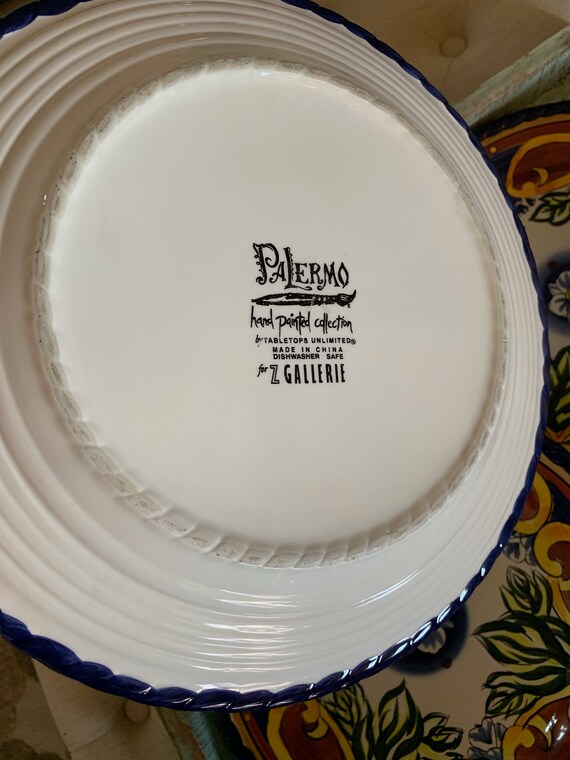 PALERMO
hand painted collection
by TABLETOPS UNLIMITED®
MADE IN CHINA
DISHWASHER SAFE
for Z GALLERIE